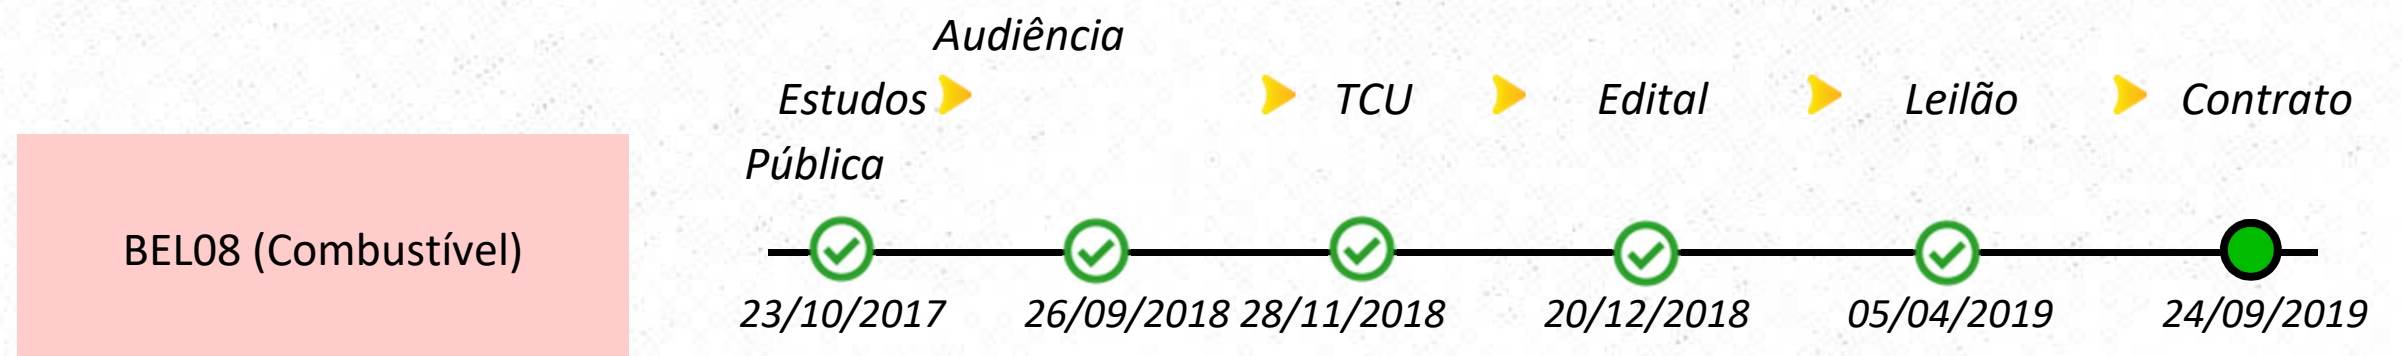 Audiência
Estudos TCU Edital Leilão Contrato
Pública
BEL08 (Combustível)
23/10/2017 26/09/2018 28/11/2018 20/12/2018 05/04/2019 24/09/2019